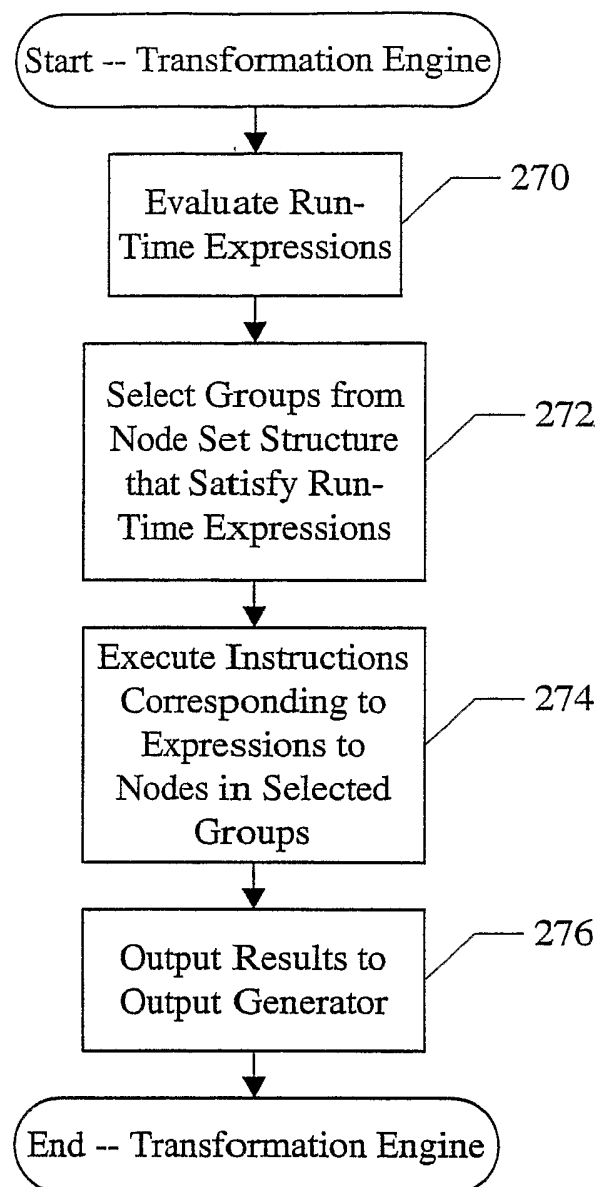 Start -- Transformation Engine
270
Evaluate Run-
Time Expressions
Select Groups from
Node Set Structure
that Satisfy Run-
Time Expressions
272
Execute Instructions
Corresponding to
Expressions to
Nodes in Selected
Groups
274
Output Results to
Output Generator
276
End -- Transformation Engine